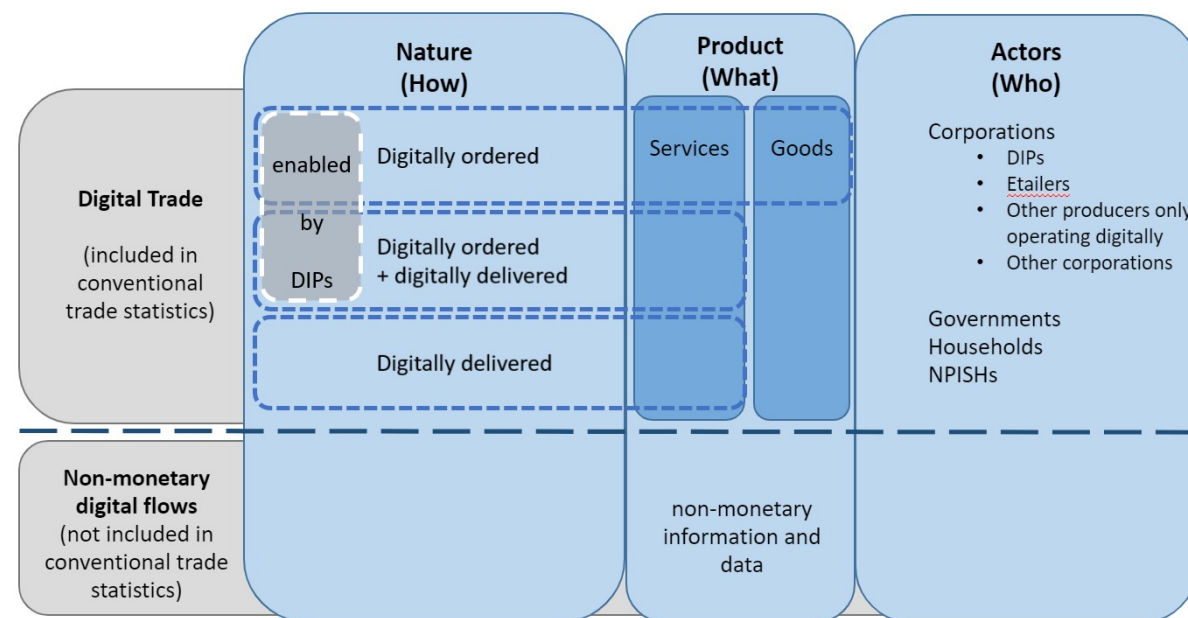 Nature
(How)
Product
(What)
Actors
(Who)
Digital Trade
(included in
conventional
trade statistics)
enabled
by
DIPs
Digitally ordered
Digitally ordered
+ digitally delivered
Digitally delivered
Services
Goods
Corporations
• DIPs
• Etailers
• Other producers only
operating digitally
• Other corporations
Governments
Households
NPISHs
Non-monetary
digital flows
(not included in
conventional trade
statistics)
non-monetary
information and
data